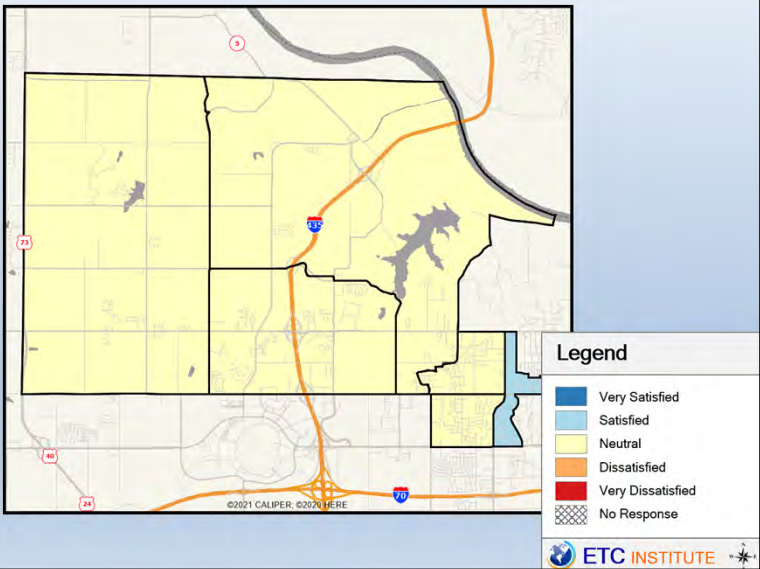 5
435
73
Legend
Very Satisfied
Satisfied
Neutral
Dissatisfied
Very Dissatisfied
No Response
40
24
70
©2021 CALIPER; ©2020 HERE
ETC INSTITUTE